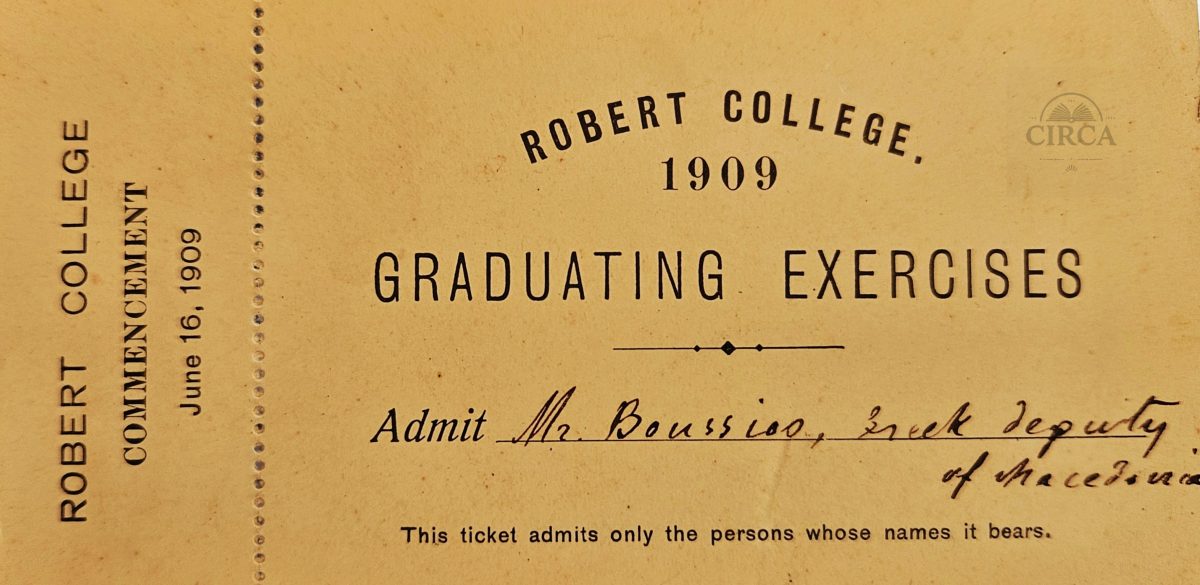 ROBERT COLLEGE
COMMENCEMENT
June 16, 1909
ROBERT COLLEGE.
1909
GRADUATING EXERCISES
Admit Mr. Boussios, Greek deputy
of Macedonia
This ticket admits only the persons whose names it bears.
CIRCA